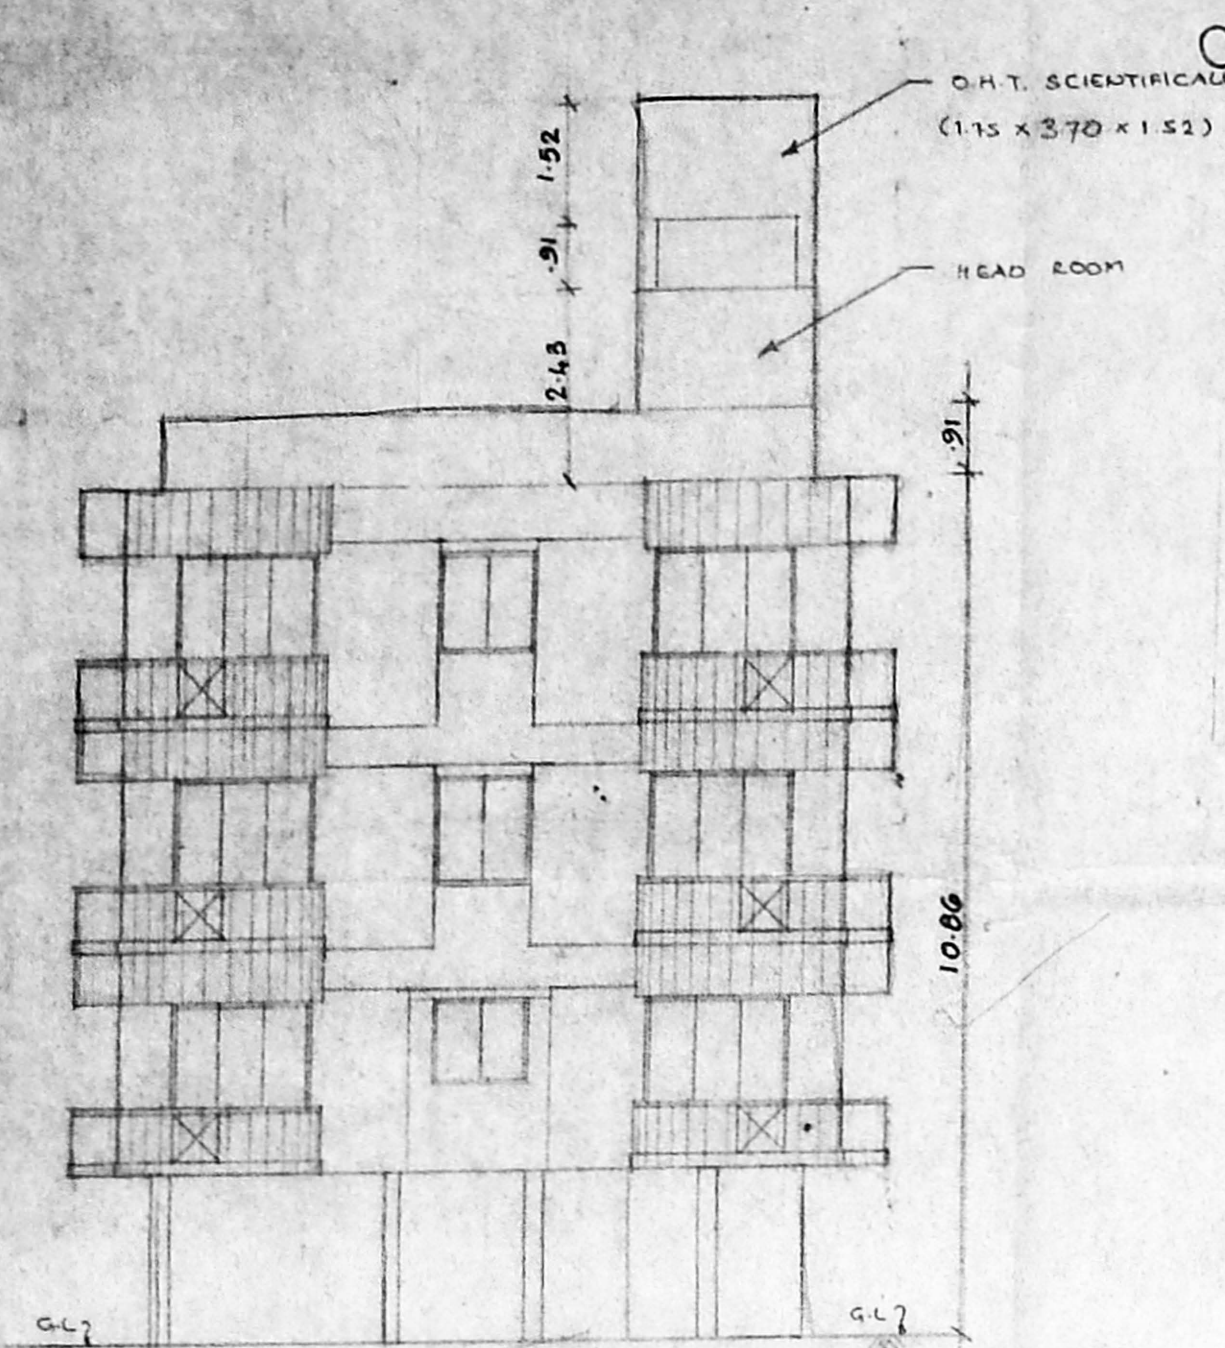 O.H.T. SCIENTIFICAL
(1.75 x 3.70 x 1.52)
1.52
.91
HEAD ROOM
2.43
.91
10.86
G.L
G.L